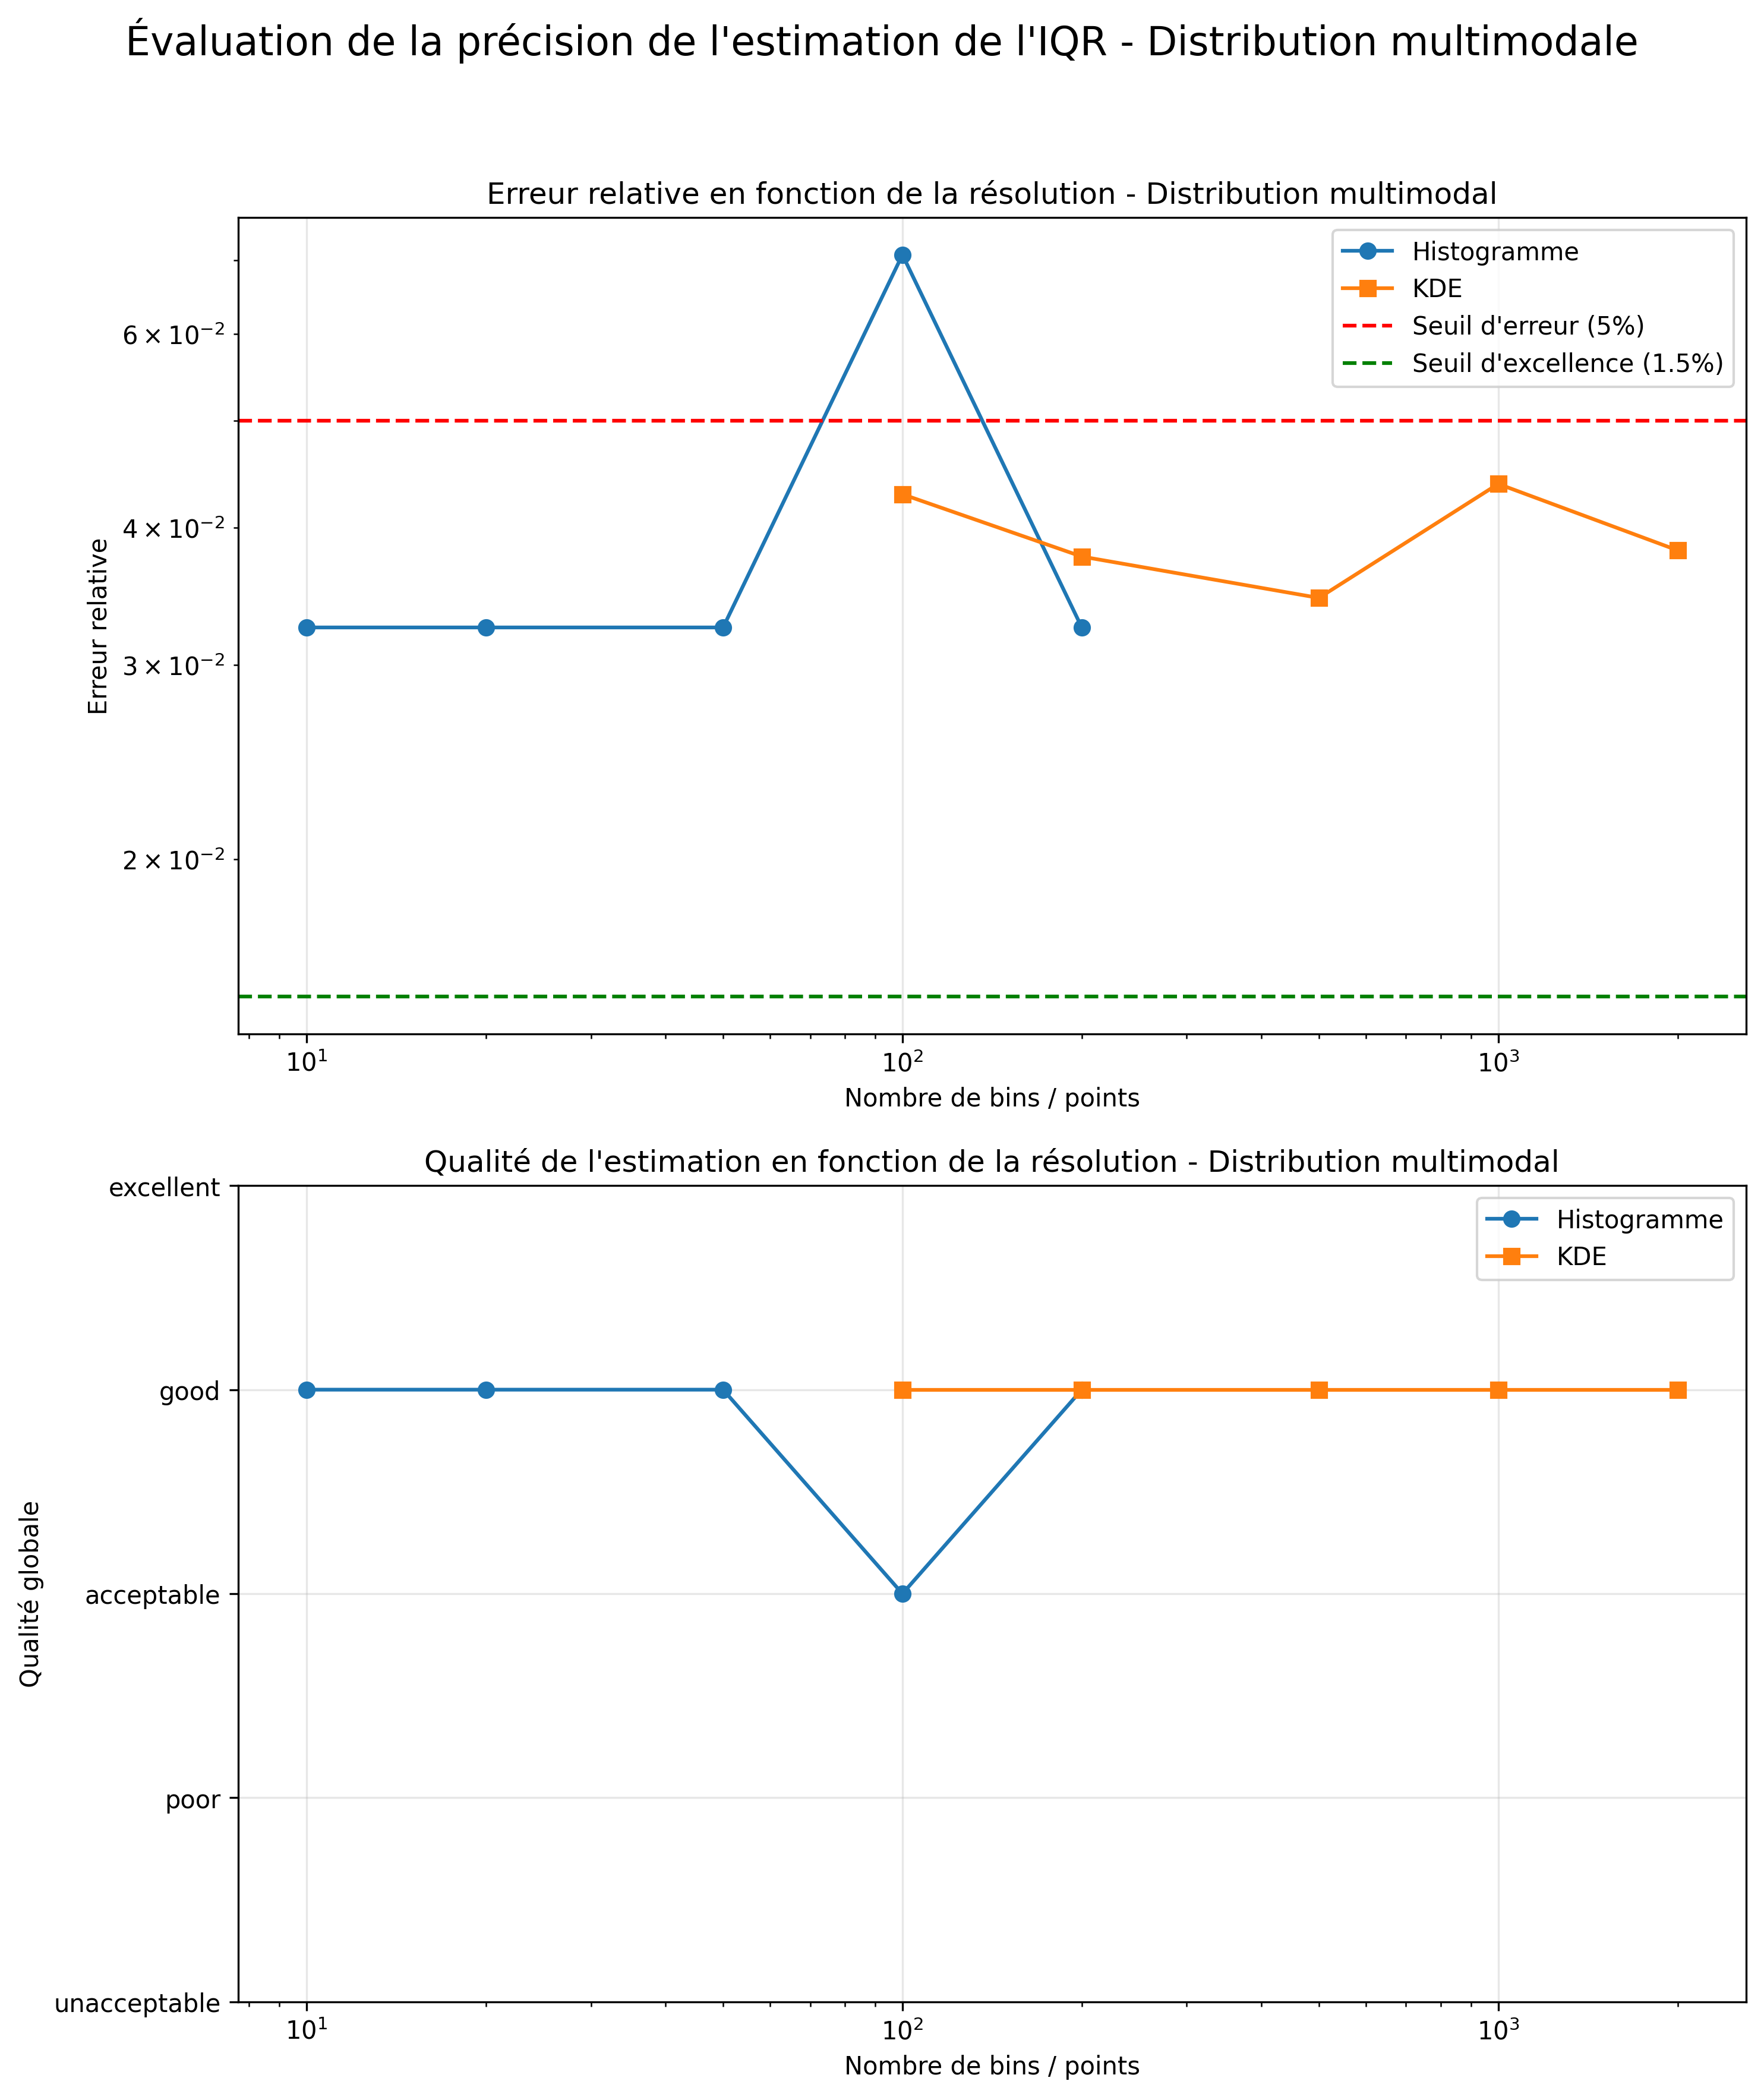 Évaluation de la précision de l'estimation de l'IQR - Distribution multimodale
Erreur relative en fonction de la résolution - Distribution multimodal
Histogramme
KDE
Seuil d'erreur (5%)
Seuil d'excellence (1.5%)
6 × 10⁻²
4 × 10⁻²
3 × 10⁻²
2 × 10⁻²
Erreur relative
10¹
10²
10³
Nombre de bins / points
Qualité de l'estimation en fonction de la résolution - Distribution multimodal
Histogramme
KDE
excellent
good
acceptable
poor
unacceptable
Qualité globale
10¹
10²
10³
Nombre de bins / points